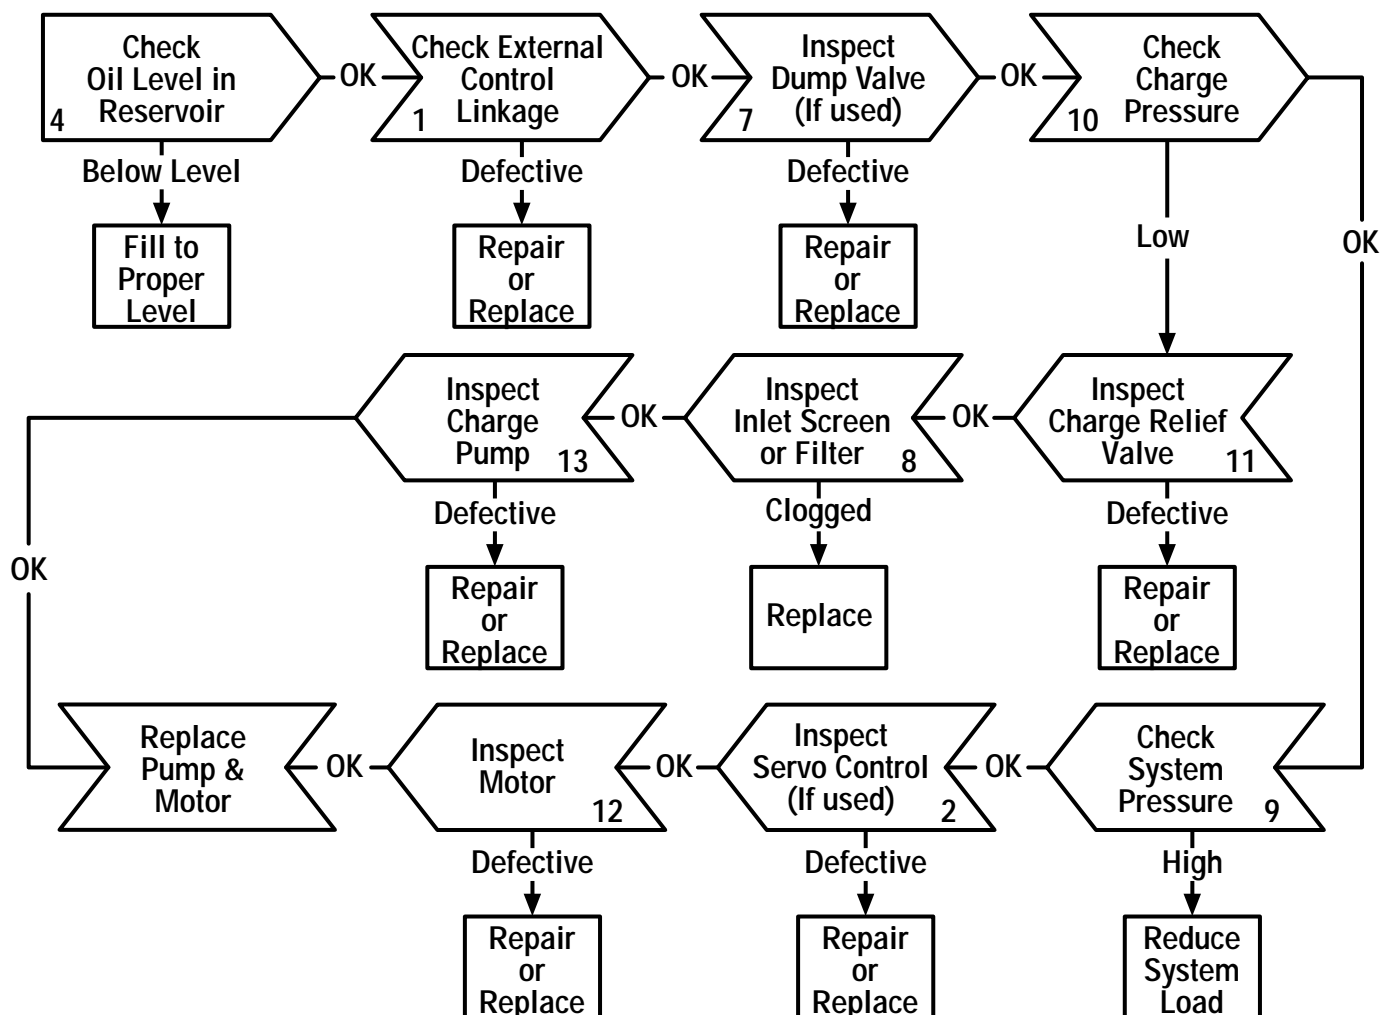 Check
Oil Level in
Reservoir
4
OK
Check External
Control
Linkage
1
OK
Inspect
Dump Valve
(If used)
7
OK
Check
Charge
Pressure
10
Below Level
Defective
Defective
Low
OK
Fill to
Proper
Level
Repair
or
Replace
Repair
or
Replace
Inspect
Charge
Pump
13
OK
Inspect
Inlet Screen
or Filter
8
OK
Inspect
Charge Relief
Valve
11
Defective
Clogged
Defective
OK
Repair
or
Replace
Replace
Repair
or
Replace
Replace
Pump &
Motor
OK
Inspect
Motor
12
OK
Inspect
Servo Control
(If used)
2
OK
Check
System
Pressure
9
Defective
Defective
High
Repair
or
Replace
Repair
or
Replace
Reduce
System
Load